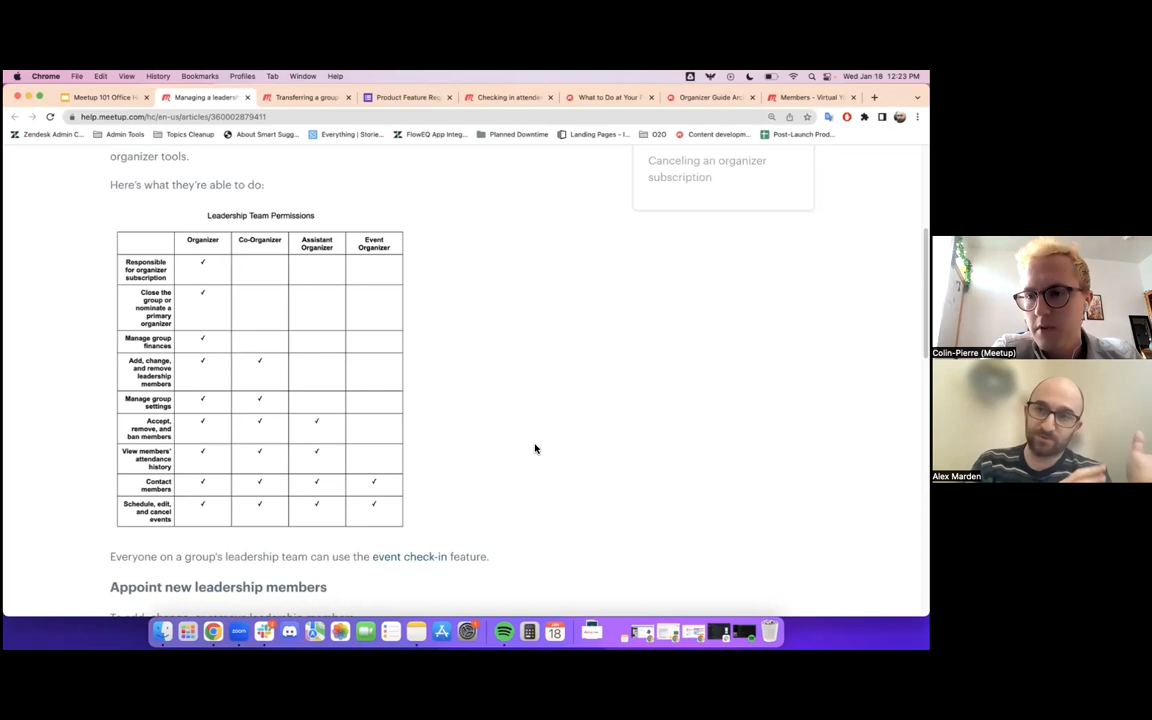 Chrome File Edit View History Bookmarks Profiles Tab Window Help Wed Jan 18 12:23 PM
Meetup 101 Office H Managing a leaders Transferring a group Product Feature Req Checking in attende What to Do at Your F Organizer Guide Arc Members - Virtual Y
help.meetup.com/hc/en-us/articles/360002879411
Zendesk Admin C... Admin Tools Topics Cleanup About Smart Sugg... Everything | Storie... FlowEQ App Integ... Planned Downtime Landing Pages - I... O2O Content developm... Post-Launch Prod...
organizer tools.
Canceling an organizer
subscription
Here's what they're able to do:
Leadership Team Permissions
Organizer Co-Organizer Assistant Organizer Event Organizer
Responsible
for organizer
subscription ✓
Close the
group or
nominate a
primary
organizer ✓
Manage group
finances ✓
Add, change,
and remove
leadership
members ✓ ✓
Manage group
settings ✓ ✓
Accept,
remove, and
ban members ✓ ✓ ✓
View members'
attendance
history ✓ ✓ ✓
Contact
members ✓ ✓ ✓ ✓
Schedule, edit,
and cancel
events ✓ ✓ ✓ ✓
Everyone on a group's leadership team can use the event check-in feature.
Appoint new leadership members
Colin-Pierre (Meetup)
Alex Marden
JAN
18